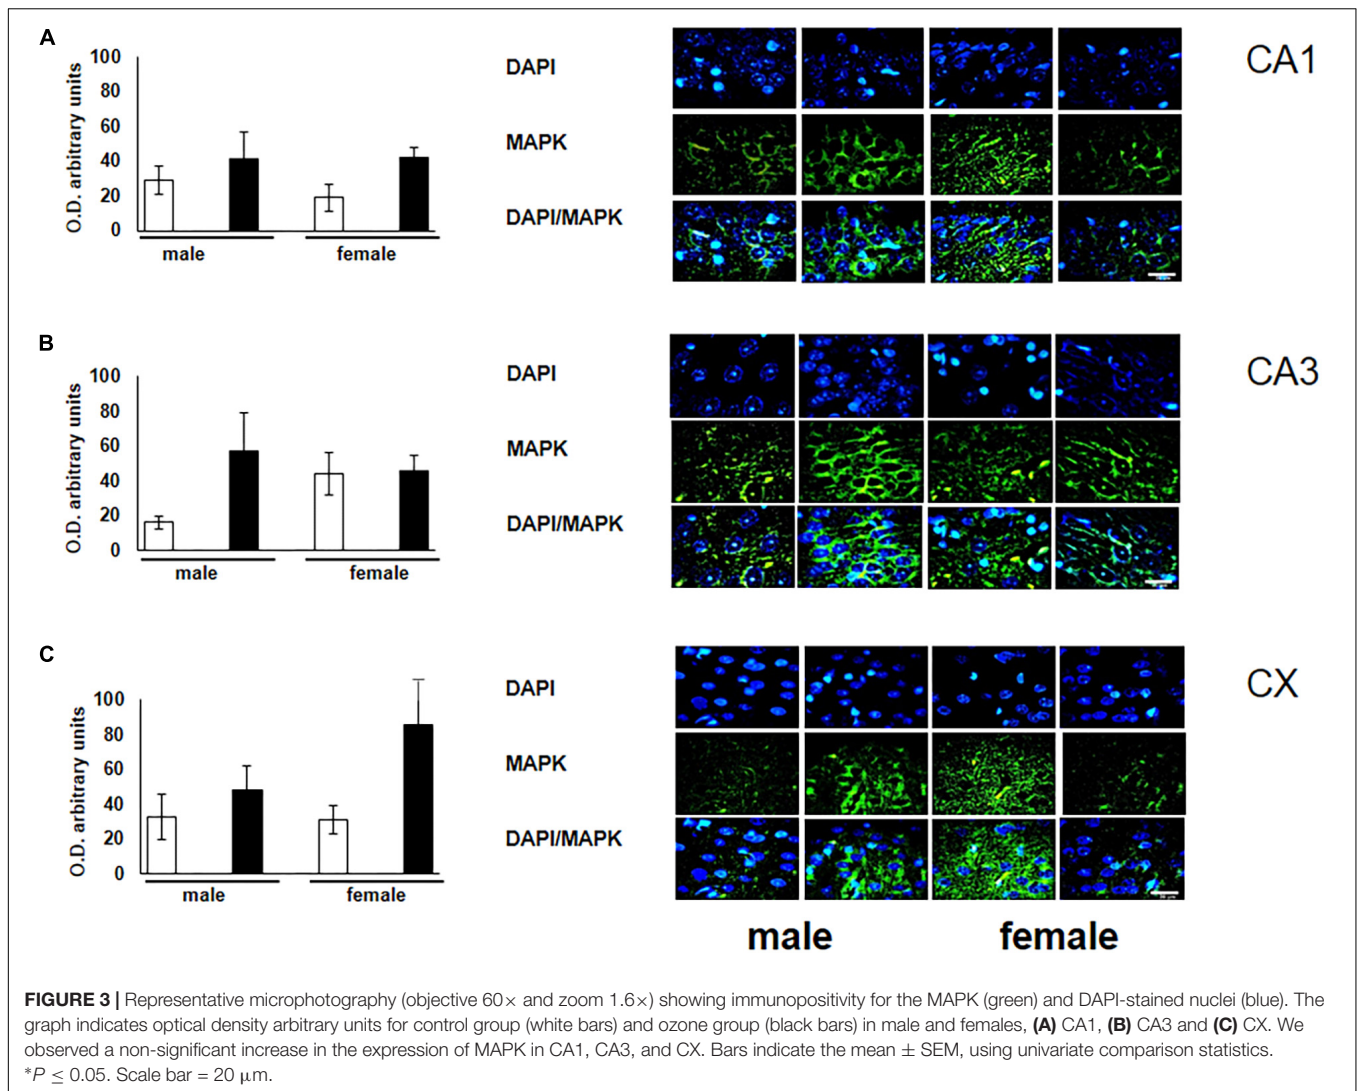 A
O.D. arbitrary units
100
80
60
40
20
0
male
female
DAPI
MAPK
DAPI/MAPK
CA1
B
O.D. arbitrary units
100
80
60
40
20
0
male
female
DAPI
MAPK
DAPI/MAPK
CA3
C
O.D. arbitrary units
100
80
60
40
20
0
male
female
DAPI
MAPK
DAPI/MAPK
CX
male
female
FIGURE 3 | Representative microphotography (objective 60× and zoom 1.6×) showing immunopositivity for the MAPK (green) and DAPI-stained nuclei (blue). The
graph indicates optical density arbitrary units for control group (white bars) and ozone group (black bars) in male and females, (A) CA1, (B) CA3 and (C) CX. We
observed a non-significant increase in the expression of MAPK in CA1, CA3, and CX. Bars indicate the mean ± SEM, using univariate comparison statistics.
*P ≤ 0.05. Scale bar = 20 μm.